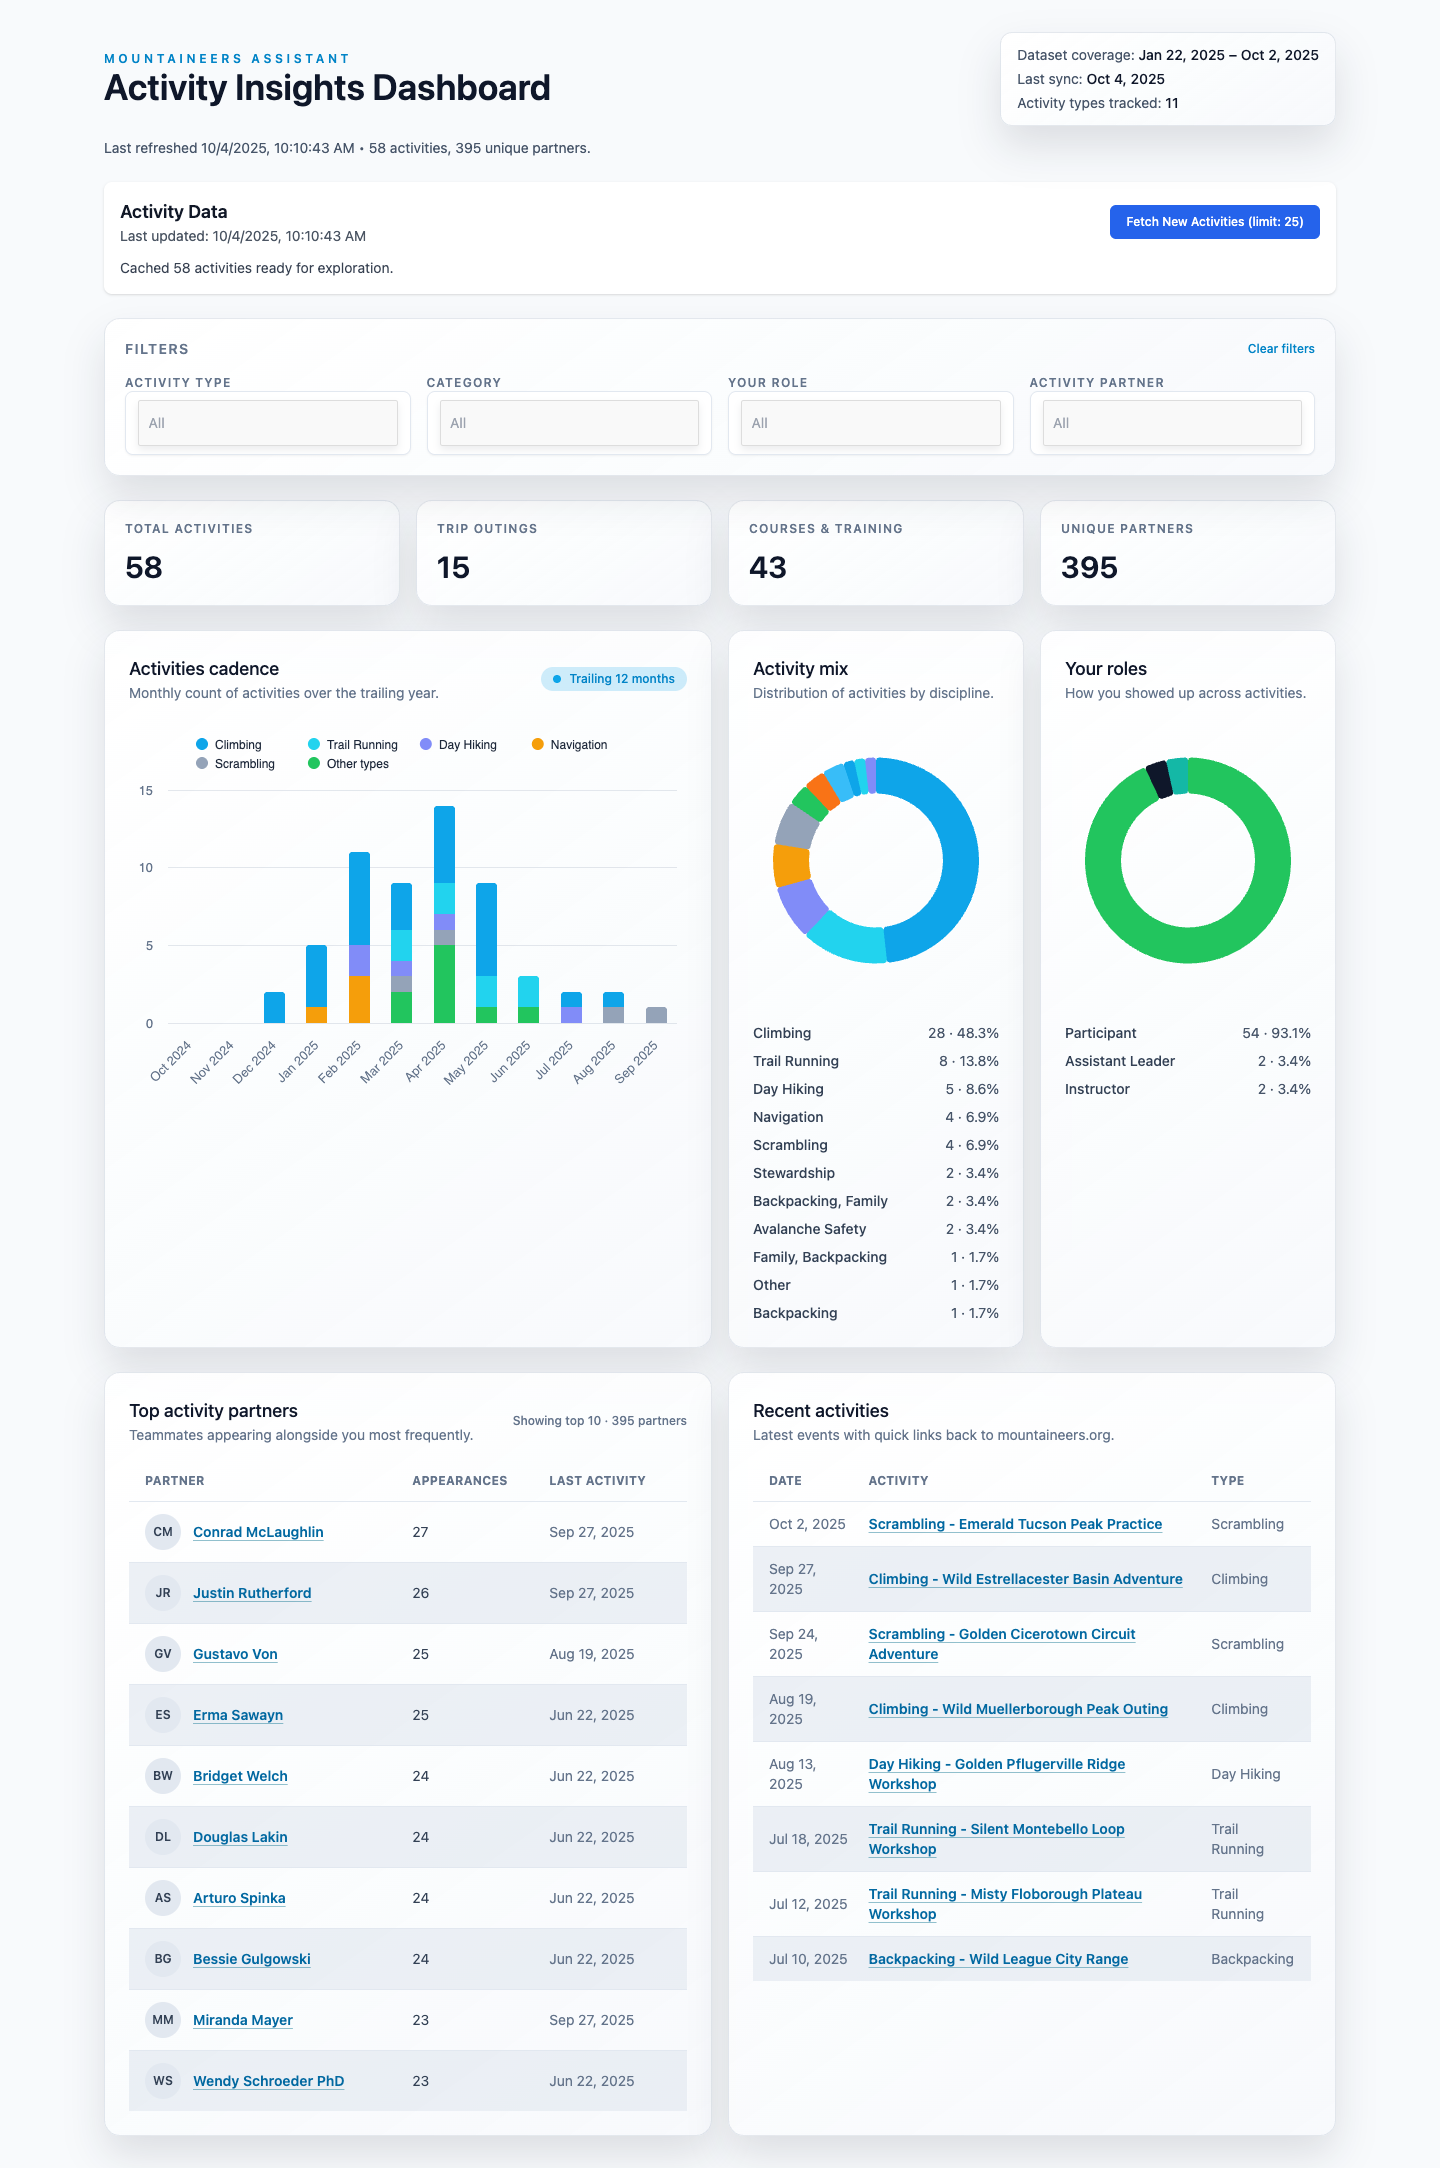 MOUNTAINEERS ASSISTANT
Activity Insights Dashboard
Last refreshed 10/4/2025, 10:10:43 AM • 58 activities, 395 unique partners.
Dataset coverage: Jan 22, 2025 – Oct 2, 2025
Last sync: Oct 4, 2025
Activity types tracked: 11
Activity Data
Last updated: 10/4/2025, 10:10:43 AM
Cached 58 activities ready for exploration.
Fetch New Activities (limit: 25)
FILTERS
Clear filters
ACTIVITY TYPE
All
CATEGORY
All
YOUR ROLE
All
ACTIVITY PARTNER
All
TOTAL ACTIVITIES
58
TRIP OUTINGS
15
COURSES & TRAINING
43
UNIQUE PARTNERS
395
Activities cadence
Monthly count of activities over the trailing year.
Trailing 12 months
Climbing Trail Running Day Hiking Navigation
Scrambling Other types
15
10
5
0
Oct 2024 Nov 2024 Dec 2024 Jan 2025 Feb 2025 Mar 2025 Apr 2025 May 2025 Jun 2025 Jul 2025 Aug 2025 Sep 2025
Activity mix
Distribution of activities by discipline.
Climbing 28 · 48.3%
Trail Running 8 · 13.8%
Day Hiking 5 · 8.6%
Navigation 4 · 6.9%
Scrambling 4 · 6.9%
Stewardship 2 · 3.4%
Backpacking, Family 2 · 3.4%
Avalanche Safety 2 · 3.4%
Family, Backpacking 1 · 1.7%
Other 1 · 1.7%
Backpacking 1 · 1.7%
Your roles
How you showed up across activities.
Participant 54 · 93.1%
Assistant Leader 2 · 3.4%
Instructor 2 · 3.4%
Top activity partners
Teammates appearing alongside you most frequently.
Showing top 10 · 395 partners
PARTNER APPEARANCES LAST ACTIVITY
CM Conrad McLaughlin 27 Sep 27, 2025
JR Justin Rutherford 26 Sep 27, 2025
GV Gustavo Von 25 Aug 19, 2025
ES Erma Sawayn 25 Jun 22, 2025
BW Bridget Welch 24 Jun 22, 2025
DL Douglas Lakin 24 Jun 22, 2025
AS Arturo Spinka 24 Jun 22, 2025
BG Bessie Gulgowski 24 Jun 22, 2025
MM Miranda Mayer 23 Sep 27, 2025
WS Wendy Schroeder PhD 23 Jun 22, 2025
Recent activities
Latest events with quick links back to mountaineers.org.
DATE ACTIVITY TYPE
Oct 2, 2025 Scrambling - Emerald Tucson Peak Practice Scrambling
Sep 27,
2025
Climbing - Wild Estrellacester Basin Adventure Climbing
Sep 24,
2025
Scrambling - Golden Cicerotown Circuit
Adventure
Scrambling
Aug 19,
2025
Climbing - Wild Muellerborough Peak Outing Climbing
Aug 13,
2025
Day Hiking - Golden Pflugerville Ridge
Workshop
Day Hiking
Jul 18, 2025
Trail Running - Silent Montebello Loop
Workshop
Trail
Running
Jul 12, 2025
Trail Running - Misty Floborough Plateau
Workshop
Trail
Running
Jul 10, 2025 Backpacking - Wild League City Range Backpacking